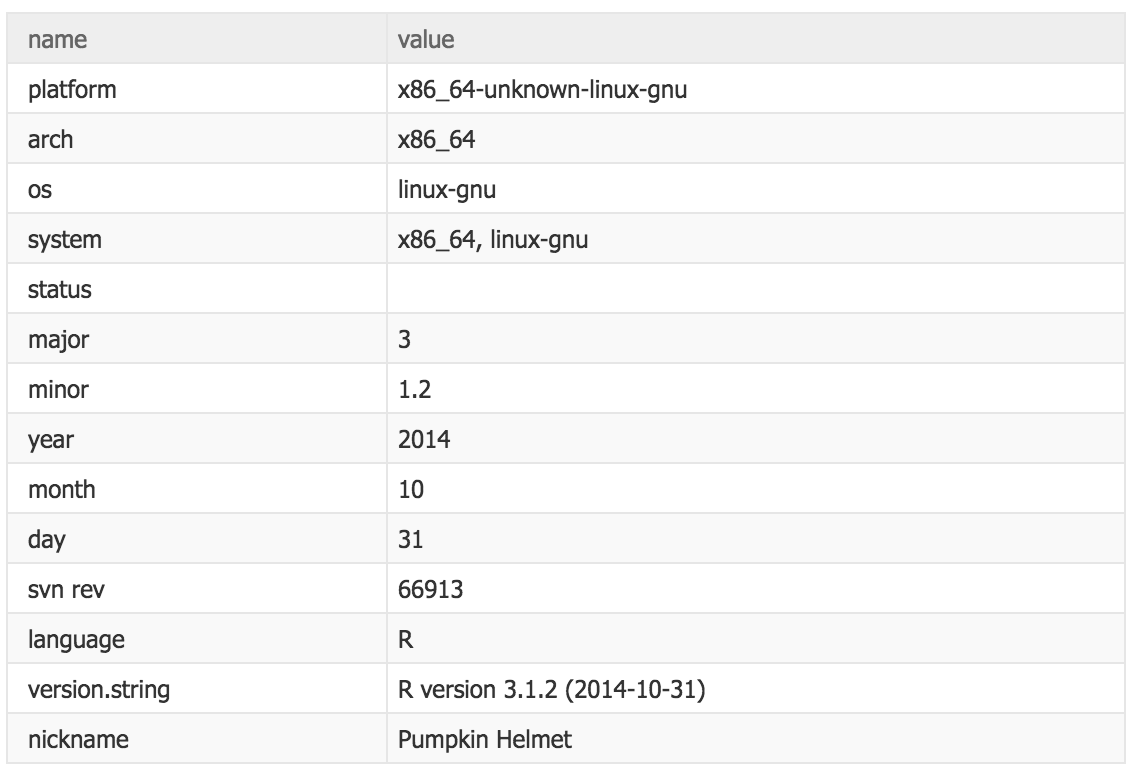 name value
platform x86_64-unknown-linux-gnu
arch x86_64
os linux-gnu
system x86_64, linux-gnu
status
major 3
minor 1.2
year 2014
month 10
day 31
svn rev 66913
language R
version.string R version 3.1.2 (2014-10-31)
nickname Pumpkin Helmet